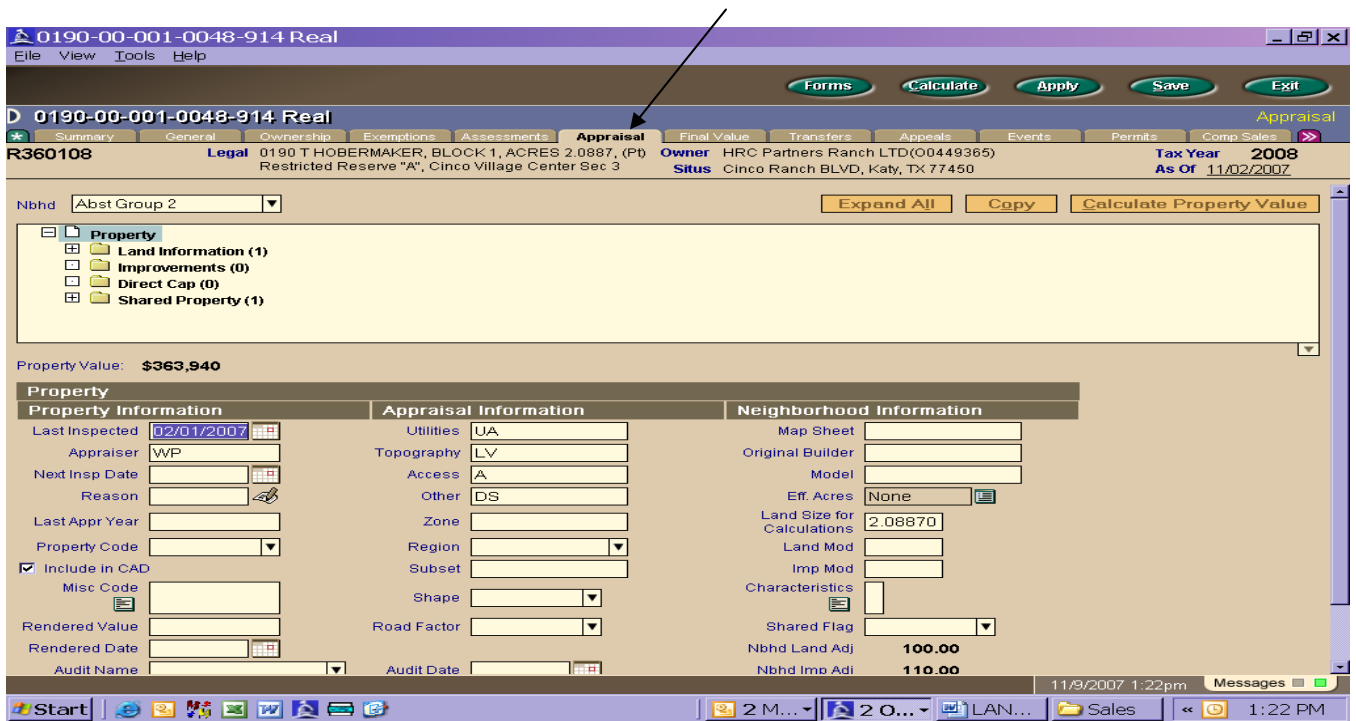 0190-00-001-0048-914 Real
File View Tools Help
Forms Calculate Apply Save Exit
0190-00-001-0048-914 Real Appraisal
Summary General Ownership Exemptions Assessments Appraisal Final Value Transfers Appeals Events Permits Comp Sales
R360108 Legal 0190 T HOBERMAKER, BLOCK 1, ACRES 2.0887, (Pt) Owner HRC Partners Ranch LTD(O0449365) Tax Year 2008
Restricted Reserve "A", Cinco Village Center Sec 3 Situs Cinco Ranch BLVD, Katy, TX 77450 As Of 11/02/2007
Nbhd Abst Group 2 Expand All Copy Calculate Property Value
Property
Land Information (1)
Improvements (0)
Direct Cap (0)
Shared Property (1)
Property Value: $363,940
Property
Property Information Appraisal Information Neighborhood Information
Last Inspected 02/01/2007 Utilities UA Map Sheet
Appraiser WP Topography LV Original Builder
Next Insp Date Access A Model
Reason Other DS Eff. Acres None
Last Appr Year Zone Land Size for Calculations 2.08870
Property Code Region Land Mod
Include in CAD Subset Imp Mod
Misc Code Shape Characteristics
Rendered Value Road Factor Shared Flag
Rendered Date Nbhd Land Adj 100.00
Audit Name Audit Date Nbhd Imp Adj 110.00
11/9/2007 1:22pm Messages
Start 2 M... 2 O... LAN... Sales « 1:22 PM